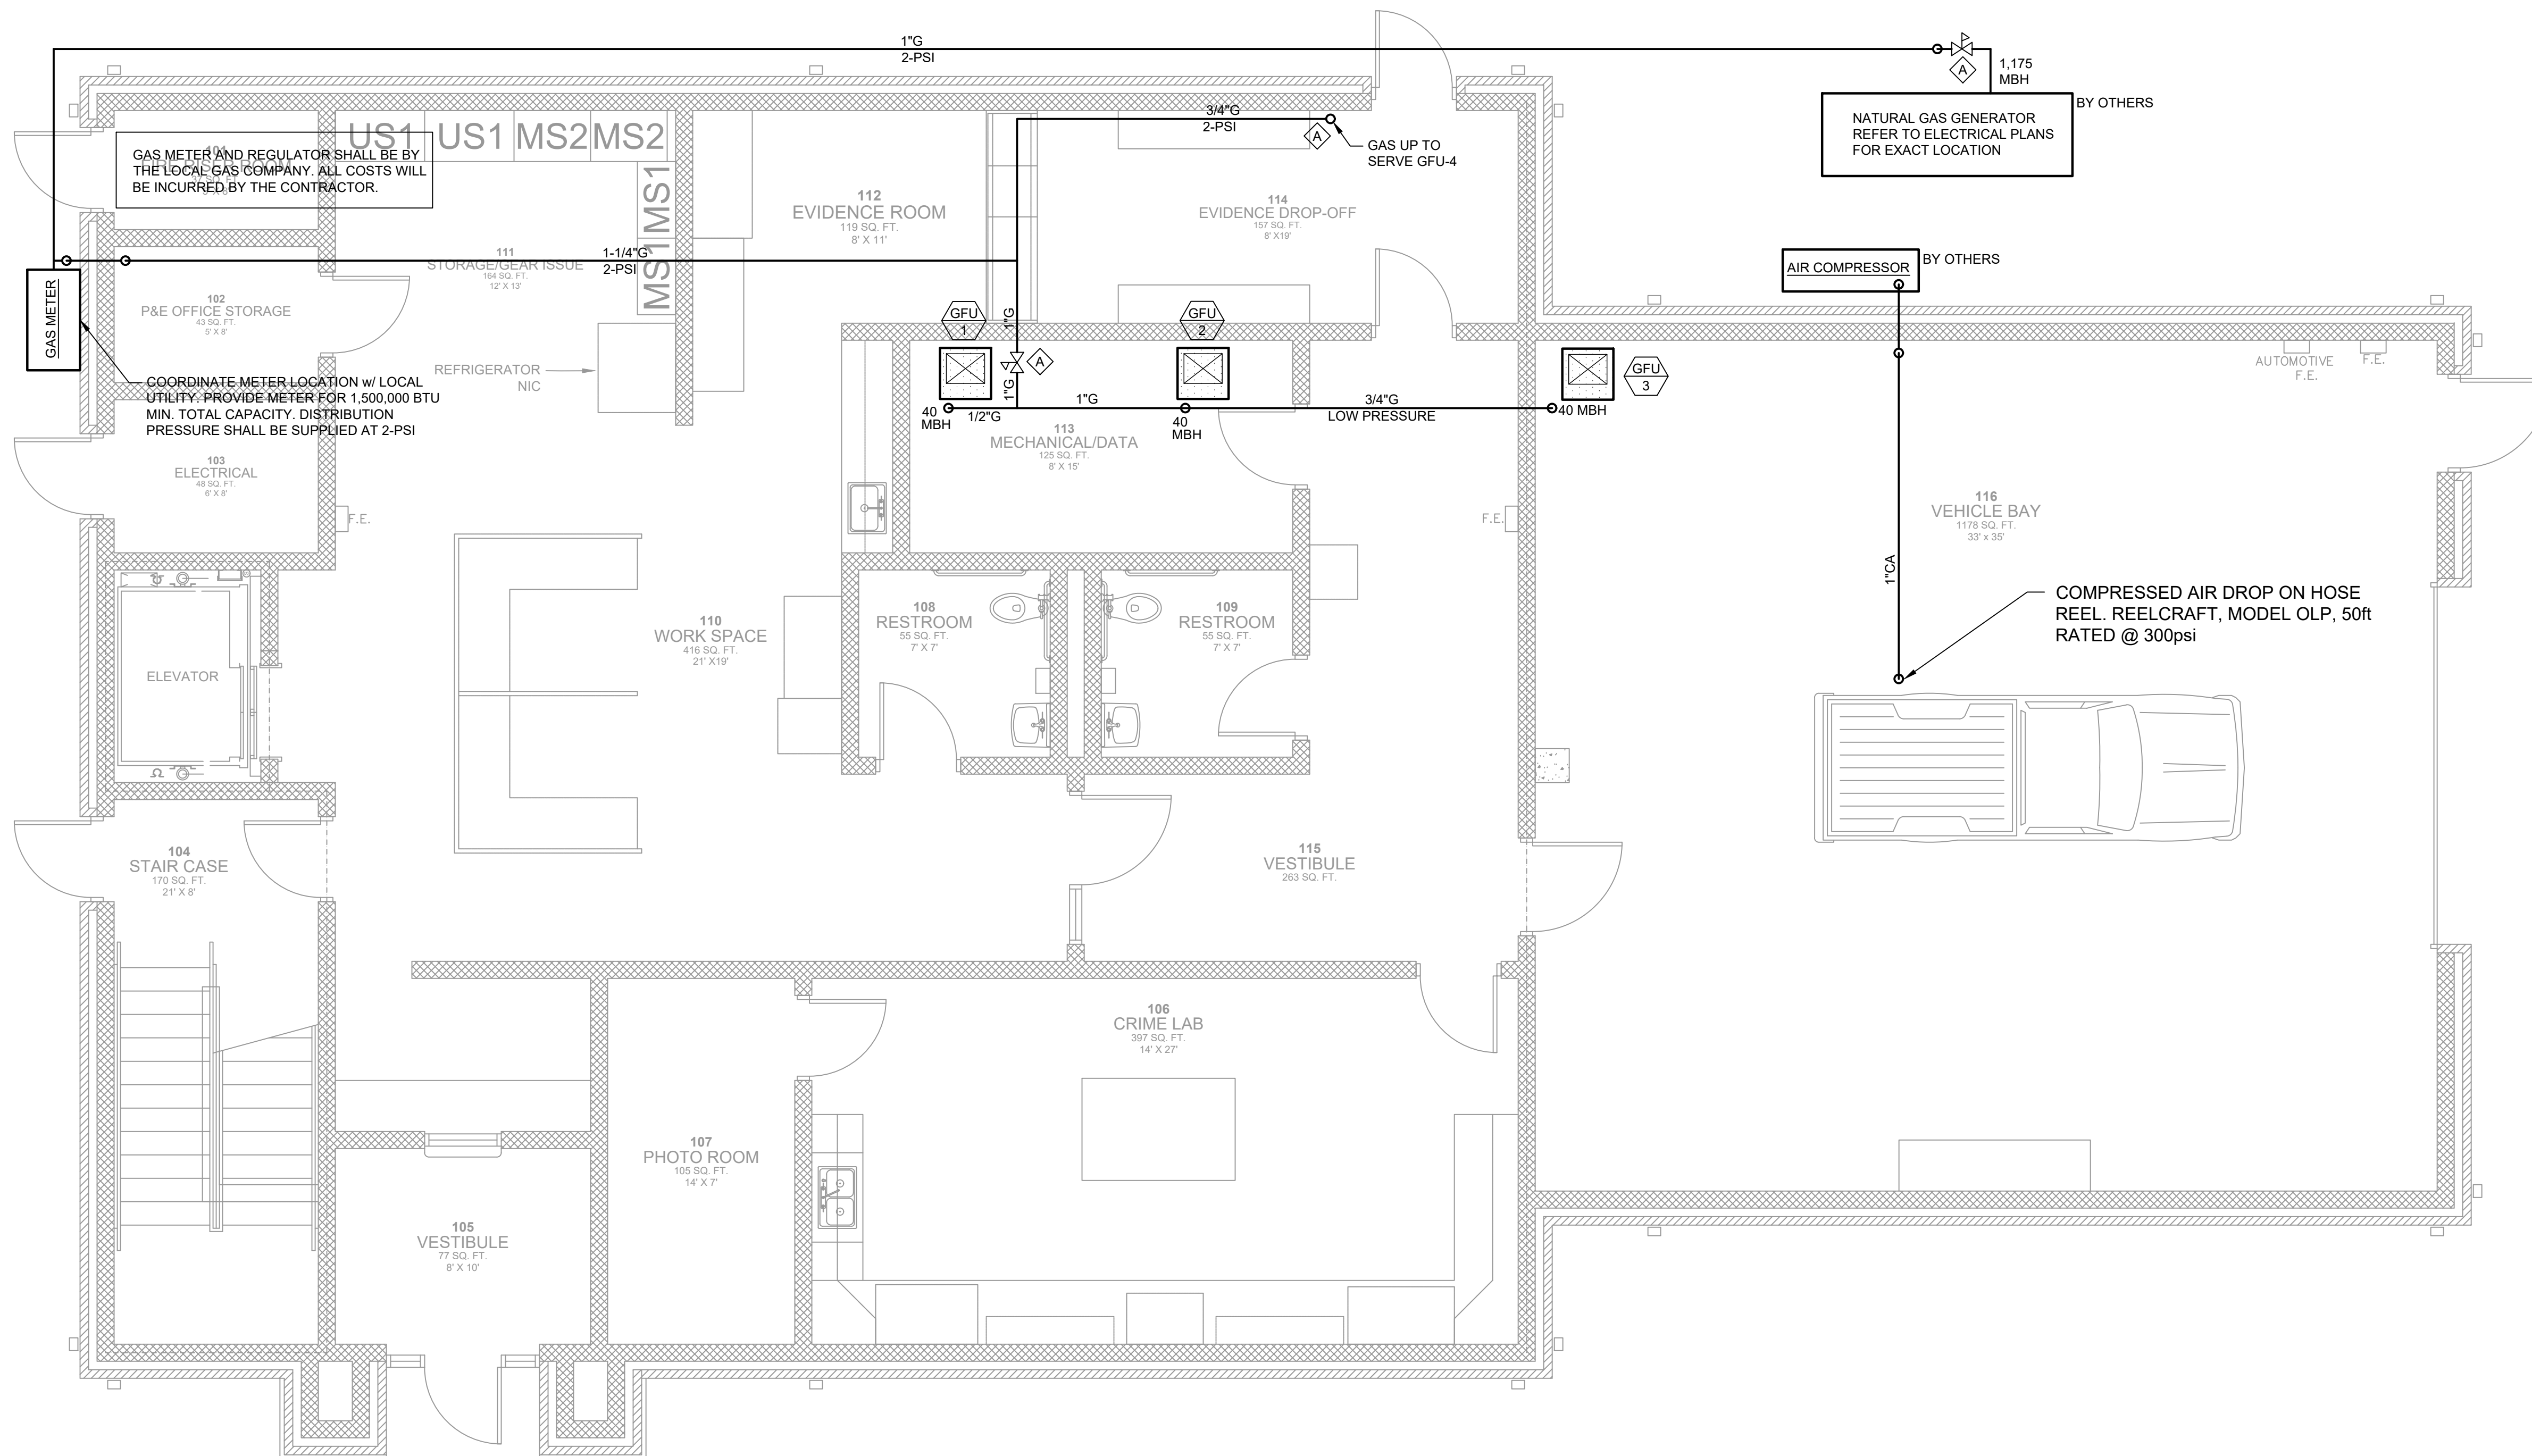 1"G
2-PSI
A
1,175
MBH
BY OTHERS
NATURAL GAS GENERATOR
REFER TO ELECTRICAL PLANS
FOR EXACT LOCATION
3/4"G
2-PSI
A
GAS UP TO
SERVE GFU-4
US1
US1
MS2
MS2
MS1
MS1
101
FIRE RISER ROOM
GAS METER AND REGULATOR SHALL BE BY
THE LOCAL GAS COMPANY. ALL COSTS WILL
BE INCURRED BY THE CONTRACTOR.
112
EVIDENCE ROOM
119 SQ. FT.
8' X 11'
114
EVIDENCE DROP-OFF
157 SQ. FT.
8' X19'
1-1/4"G
2-PSI
111
STORAGE/GEAR ISSUE
164 SQ. FT.
12' X 13'
AIR COMPRESSOR
BY OTHERS
GAS METER
102
P&E OFFICE STORAGE
43 SQ. FT.
5' X 8'
GFU
1
1"G
GFU
2
A
1"G
GFU
3
AUTOMOTIVE
F.E.
F.E.
REFRIGERATOR
NIC
COORDINATE METER LOCATION w/ LOCAL
UTILITY. PROVIDE METER FOR 1,500,000 BTU
MIN. TOTAL CAPACITY. DISTRIBUTION
PRESSURE SHALL BE SUPPLIED AT 2-PSI
40
MBH
1/2"G
1"G
40
MBH
3/4"G
LOW PRESSURE
40 MBH
113
MECHANICAL/DATA
125 SQ. FT.
8' X 15'
103
ELECTRICAL
48 SQ. FT.
6' X 8'
F.E.
F.E.
116
VEHICLE BAY
1178 SQ. FT.
33' x 35'
1"CA
COMPRESSED AIR DROP ON HOSE
REEL. REELCRAFT, MODEL OLP, 50ft
RATED @ 300psi
110
WORK SPACE
416 SQ. FT.
21' X19'
108
RESTROOM
55 SQ. FT.
7' X 7'
109
RESTROOM
55 SQ. FT.
7' X 7'
ELEVATOR
104
STAIR CASE
170 SQ. FT.
21' X 8'
115
VESTIBULE
263 SQ. FT.
106
CRIME LAB
397 SQ. FT.
14' X 27'
107
PHOTO ROOM
105 SQ. FT.
14' X 7'
105
VESTIBULE
77 SQ. FT.
8' X 10'